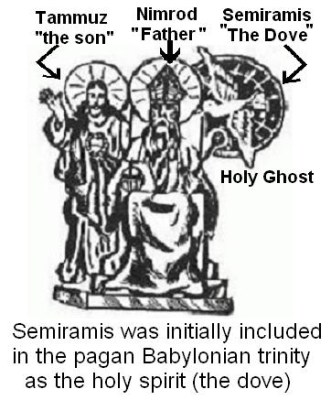 Tammuz
"the son"
Nimrod
"Father"
Semiramis
"The Dove"
Holy Ghost
Semiramis was initially included
in the pagan Babylonian trinity
as the holy spirit (the dove)